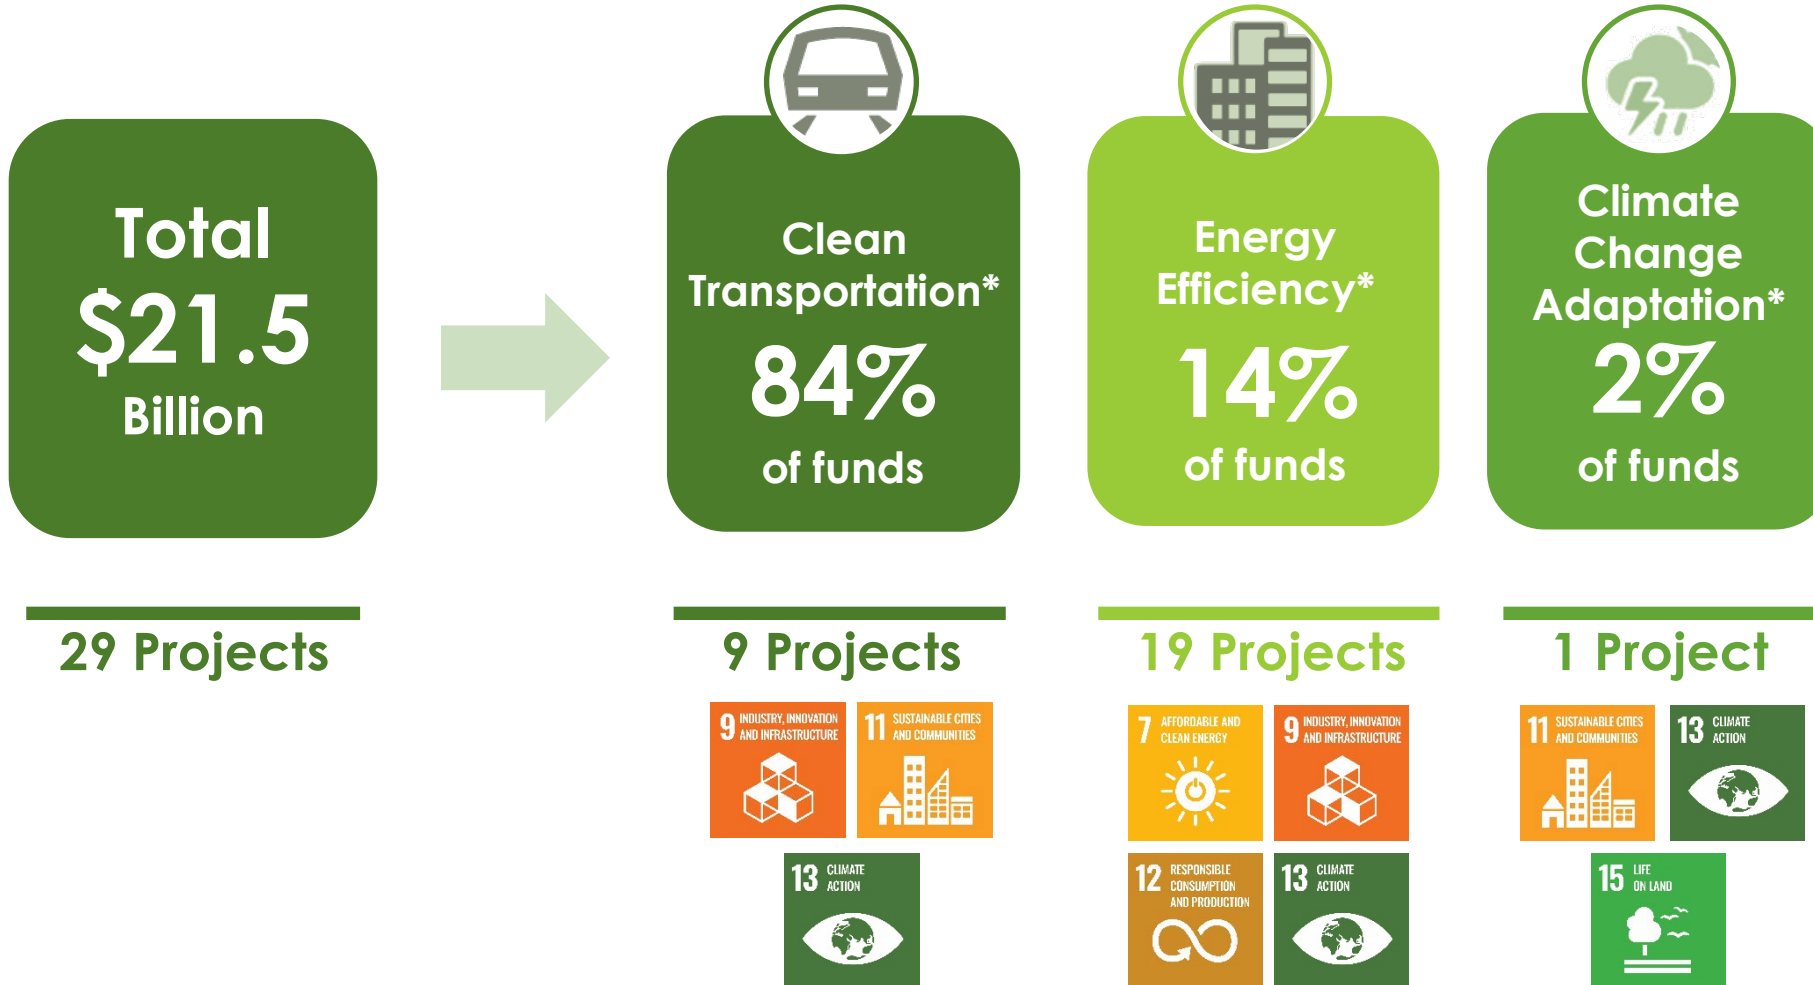 Total
$21.5
Billion
29 Projects
Clean
Transportation*
84%
of funds
9 Projects
9 INDUSTRY, INNOVATION
AND INFRASTRUCTURE
11 SUSTAINABLE CITIES
AND COMMUNITIES
13 CLIMATE
ACTION
Energy
Efficiency*
14%
of funds
19 Projects
7 AFFORDABLE AND
CLEAN ENERGY
9 INDUSTRY, INNOVATION
AND INFRASTRUCTURE
12 RESPONSIBLE
CONSUMPTION
AND PRODUCTION
13 CLIMATE
ACTION
Climate
Change
Adaptation*
2%
of funds
1 Project
11 SUSTAINABLE CITIES
AND COMMUNITIES
13 CLIMATE
ACTION
15 LIFE
ON LAND